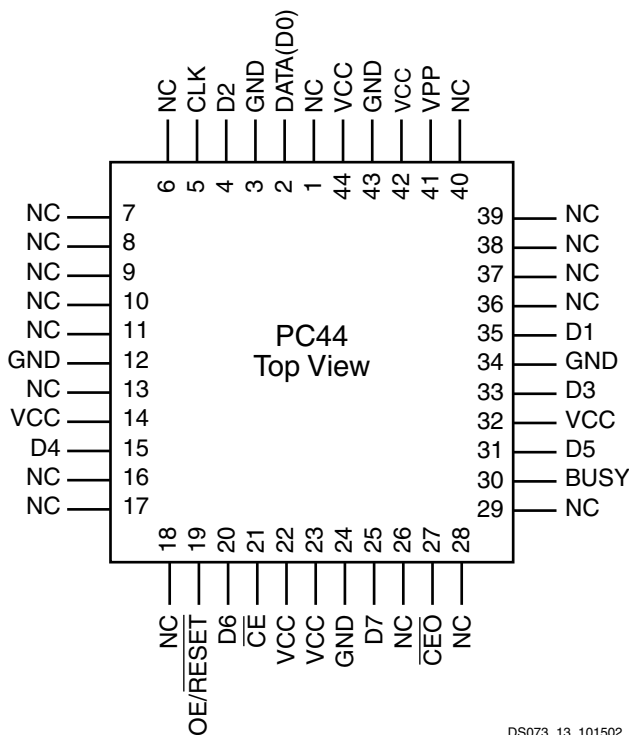 NC
CLK
D2
GND
DATA(D0)
NC
VCC
GND
VCC
VPP
NC
6
5
4
3
2
1
44
43
42
41
40
NC 7
NC 8
NC 9
NC 10
NC 11
GND 12
NC 13
VCC 14
D4 15
NC 16
NC 17
PC44
Top View
39 NC
38 NC
37 NC
36 NC
35 D1
34 GND
33 D3
32 VCC
31 D5
30 BUSY
29 NC
18
19
20
21
22
23
24
25
26
27
28
NC
OE/RESET
D6
CE
VCC
VCC
GND
D7
NC
CEO
NC
DS073_13_101502